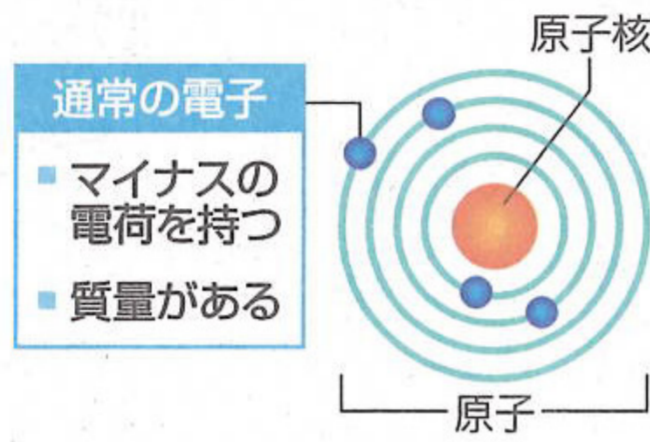 原子核
通常の電子
マイナスの
電荷を持つ
質量がある
原子